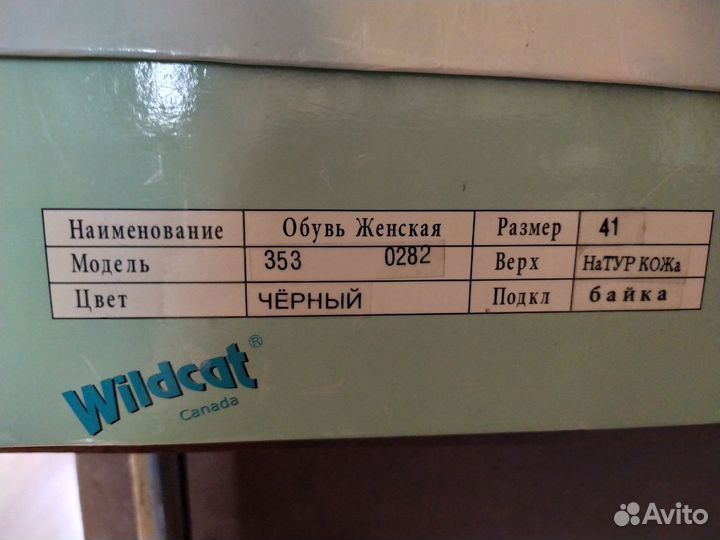 Наименование Обувь Женская Размер 41
Модель 353 0282 Верх НаТУР КОЖа
Цвет ЧЁРНЫЙ Подкл байка
Wildcat®
Canada
Avito